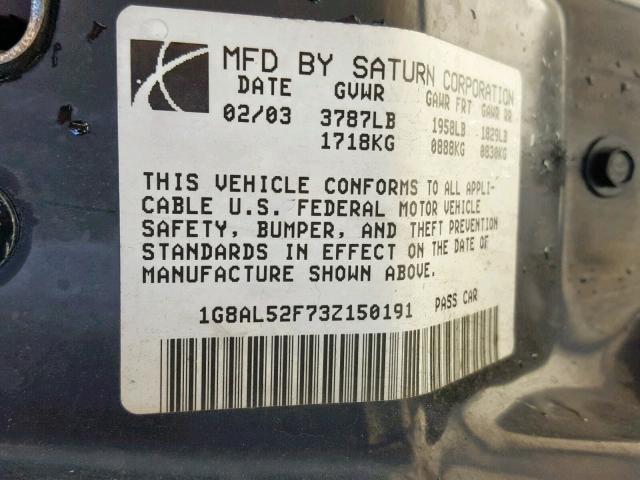 MFD BY SATURN CORPORATION
DATE GVWR GAWR FRT GAWR RR
02/03 3787LB 1958LB 1829LB
1718KG 0888KG 0830KG
THIS VEHICLE CONFORMS TO ALL APPLI-
CABLE U.S. FEDERAL MOTOR VEHICLE
SAFETY, BUMPER, AND THEFT PREVENTION
STANDARDS IN EFFECT ON THE DATE OF
MANUFACTURE SHOWN ABOVE.
1G8AL52F73Z150191 PASS CAR